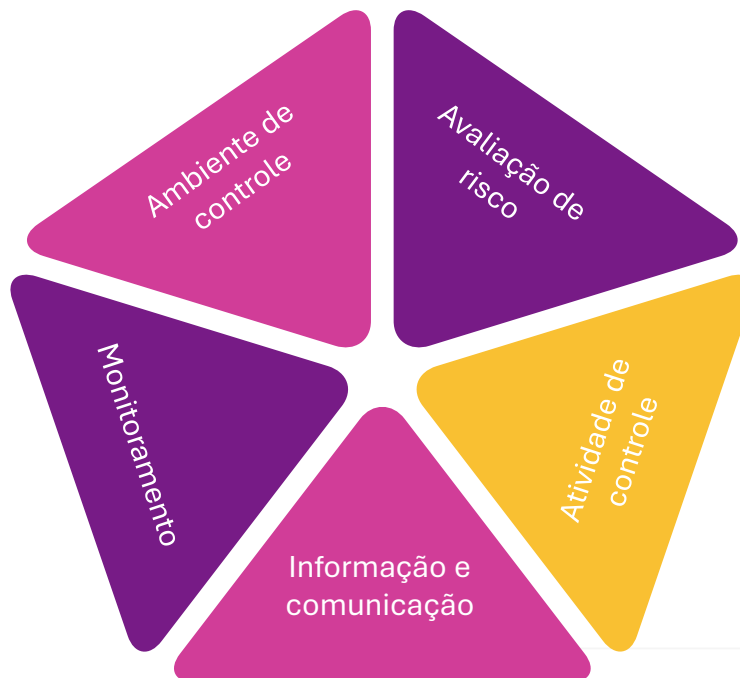 Ambiente de
controle
Avaliação de
risco
Monitoramento
Atividade de
controle
Informação e
comunicação